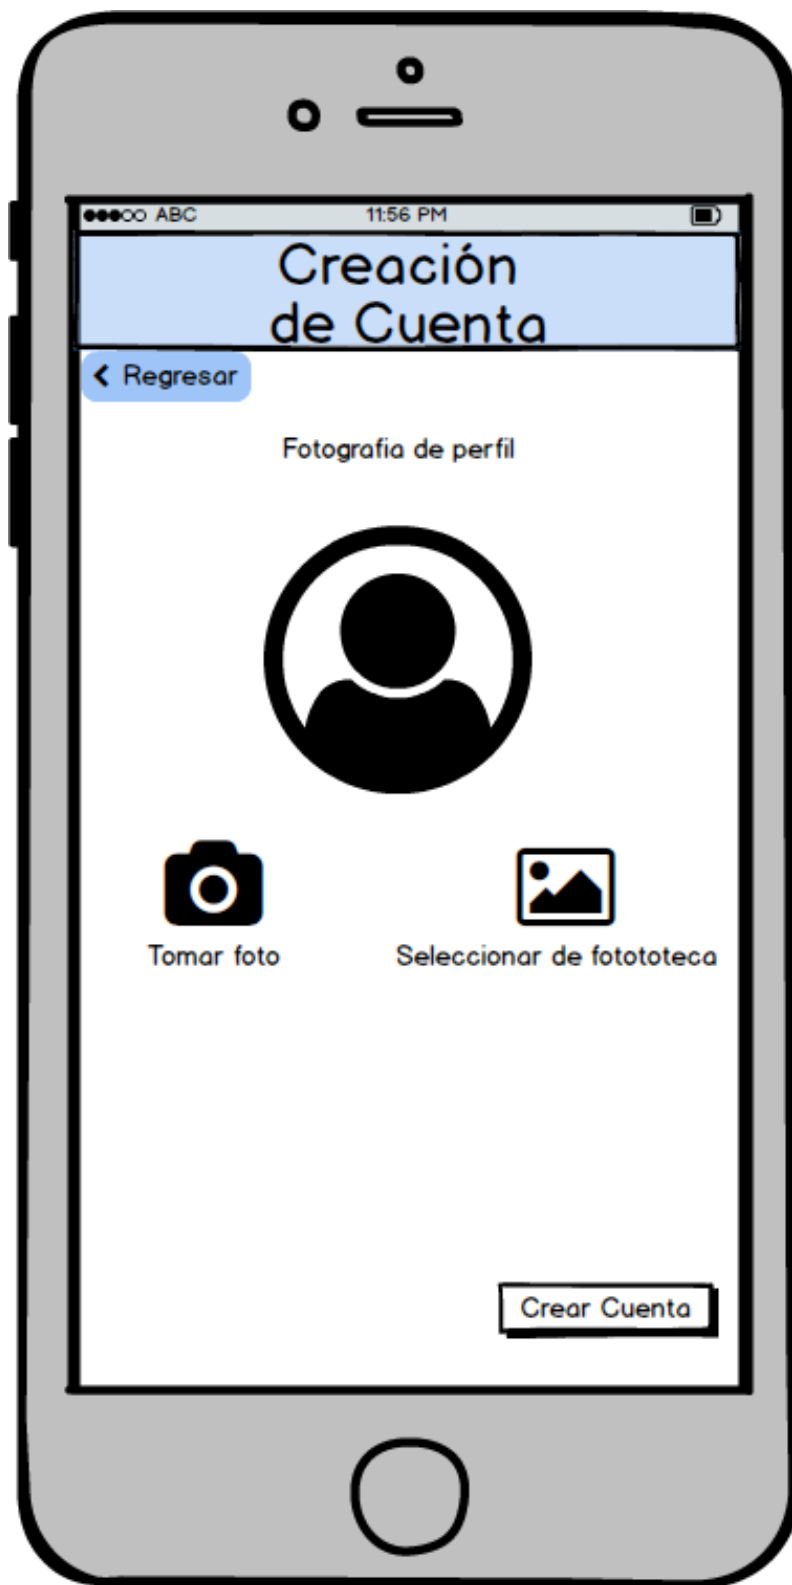 ABC 11:56 PM
Creación
de Cuenta
Regresar
Fotografia de perfil
Tomar foto
Seleccionar de fotototeca
Crear Cuenta